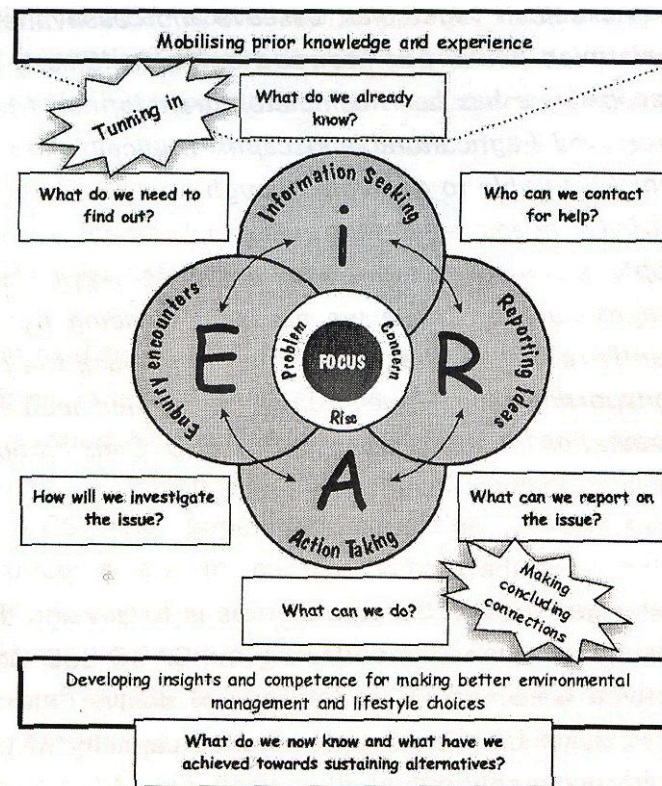 Mobilising prior knowledge and experience
Tunning in
What do we already
know?
What do we need to
find out?
Who can we contact
for help?
Information Seeking
i
Enquiry encounters
E
Problem
Concern
FOCUS
Rise
R
Reporting Ideas
A
Action Taking
How will we investigate
the issue?
What can we report on
the issue?
What can we do?
Making
concluding
connections
Developing insights and competence for making better environmental
management and lifestyle choices
What do we now know and what have we
achieved towards sustaining alternatives?